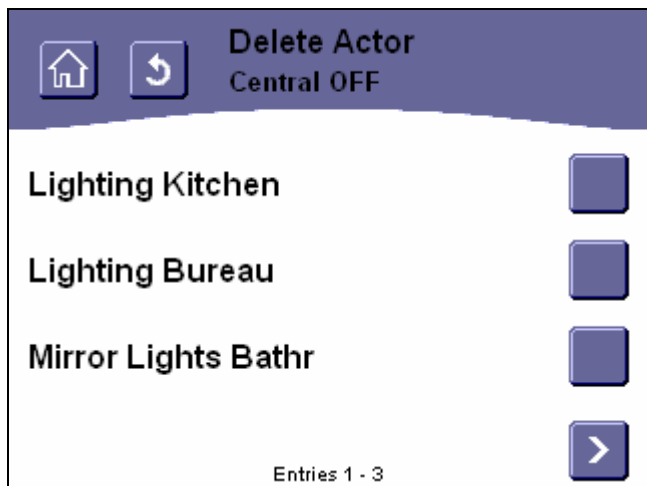 Delete Actor
Central OFF
Lighting Kitchen
Lighting Bureau
Mirror Lights Bathr
Entries 1 - 3